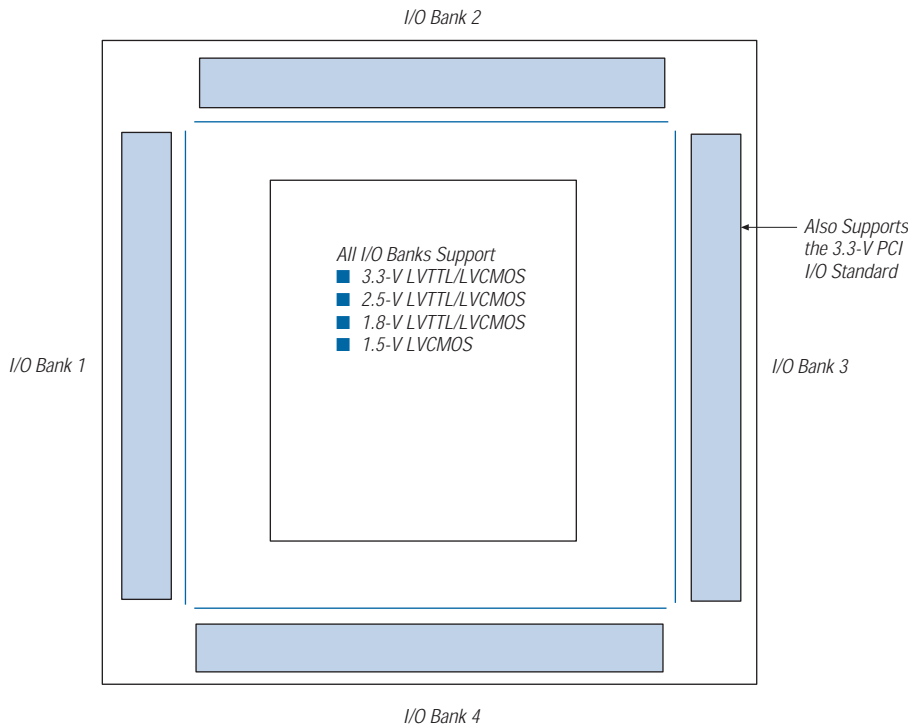 I/O Bank 2
Also Supports
the 3.3-V PCI
I/O Standard
All I/O Banks Support
■ 3.3-V LVTTL/LVCMOS
■ 2.5-V LVTTL/LVCMOS
■ 1.8-V LVTTL/LVCMOS
■ 1.5-V LVCMOS
I/O Bank 1
I/O Bank 3
I/O Bank 4